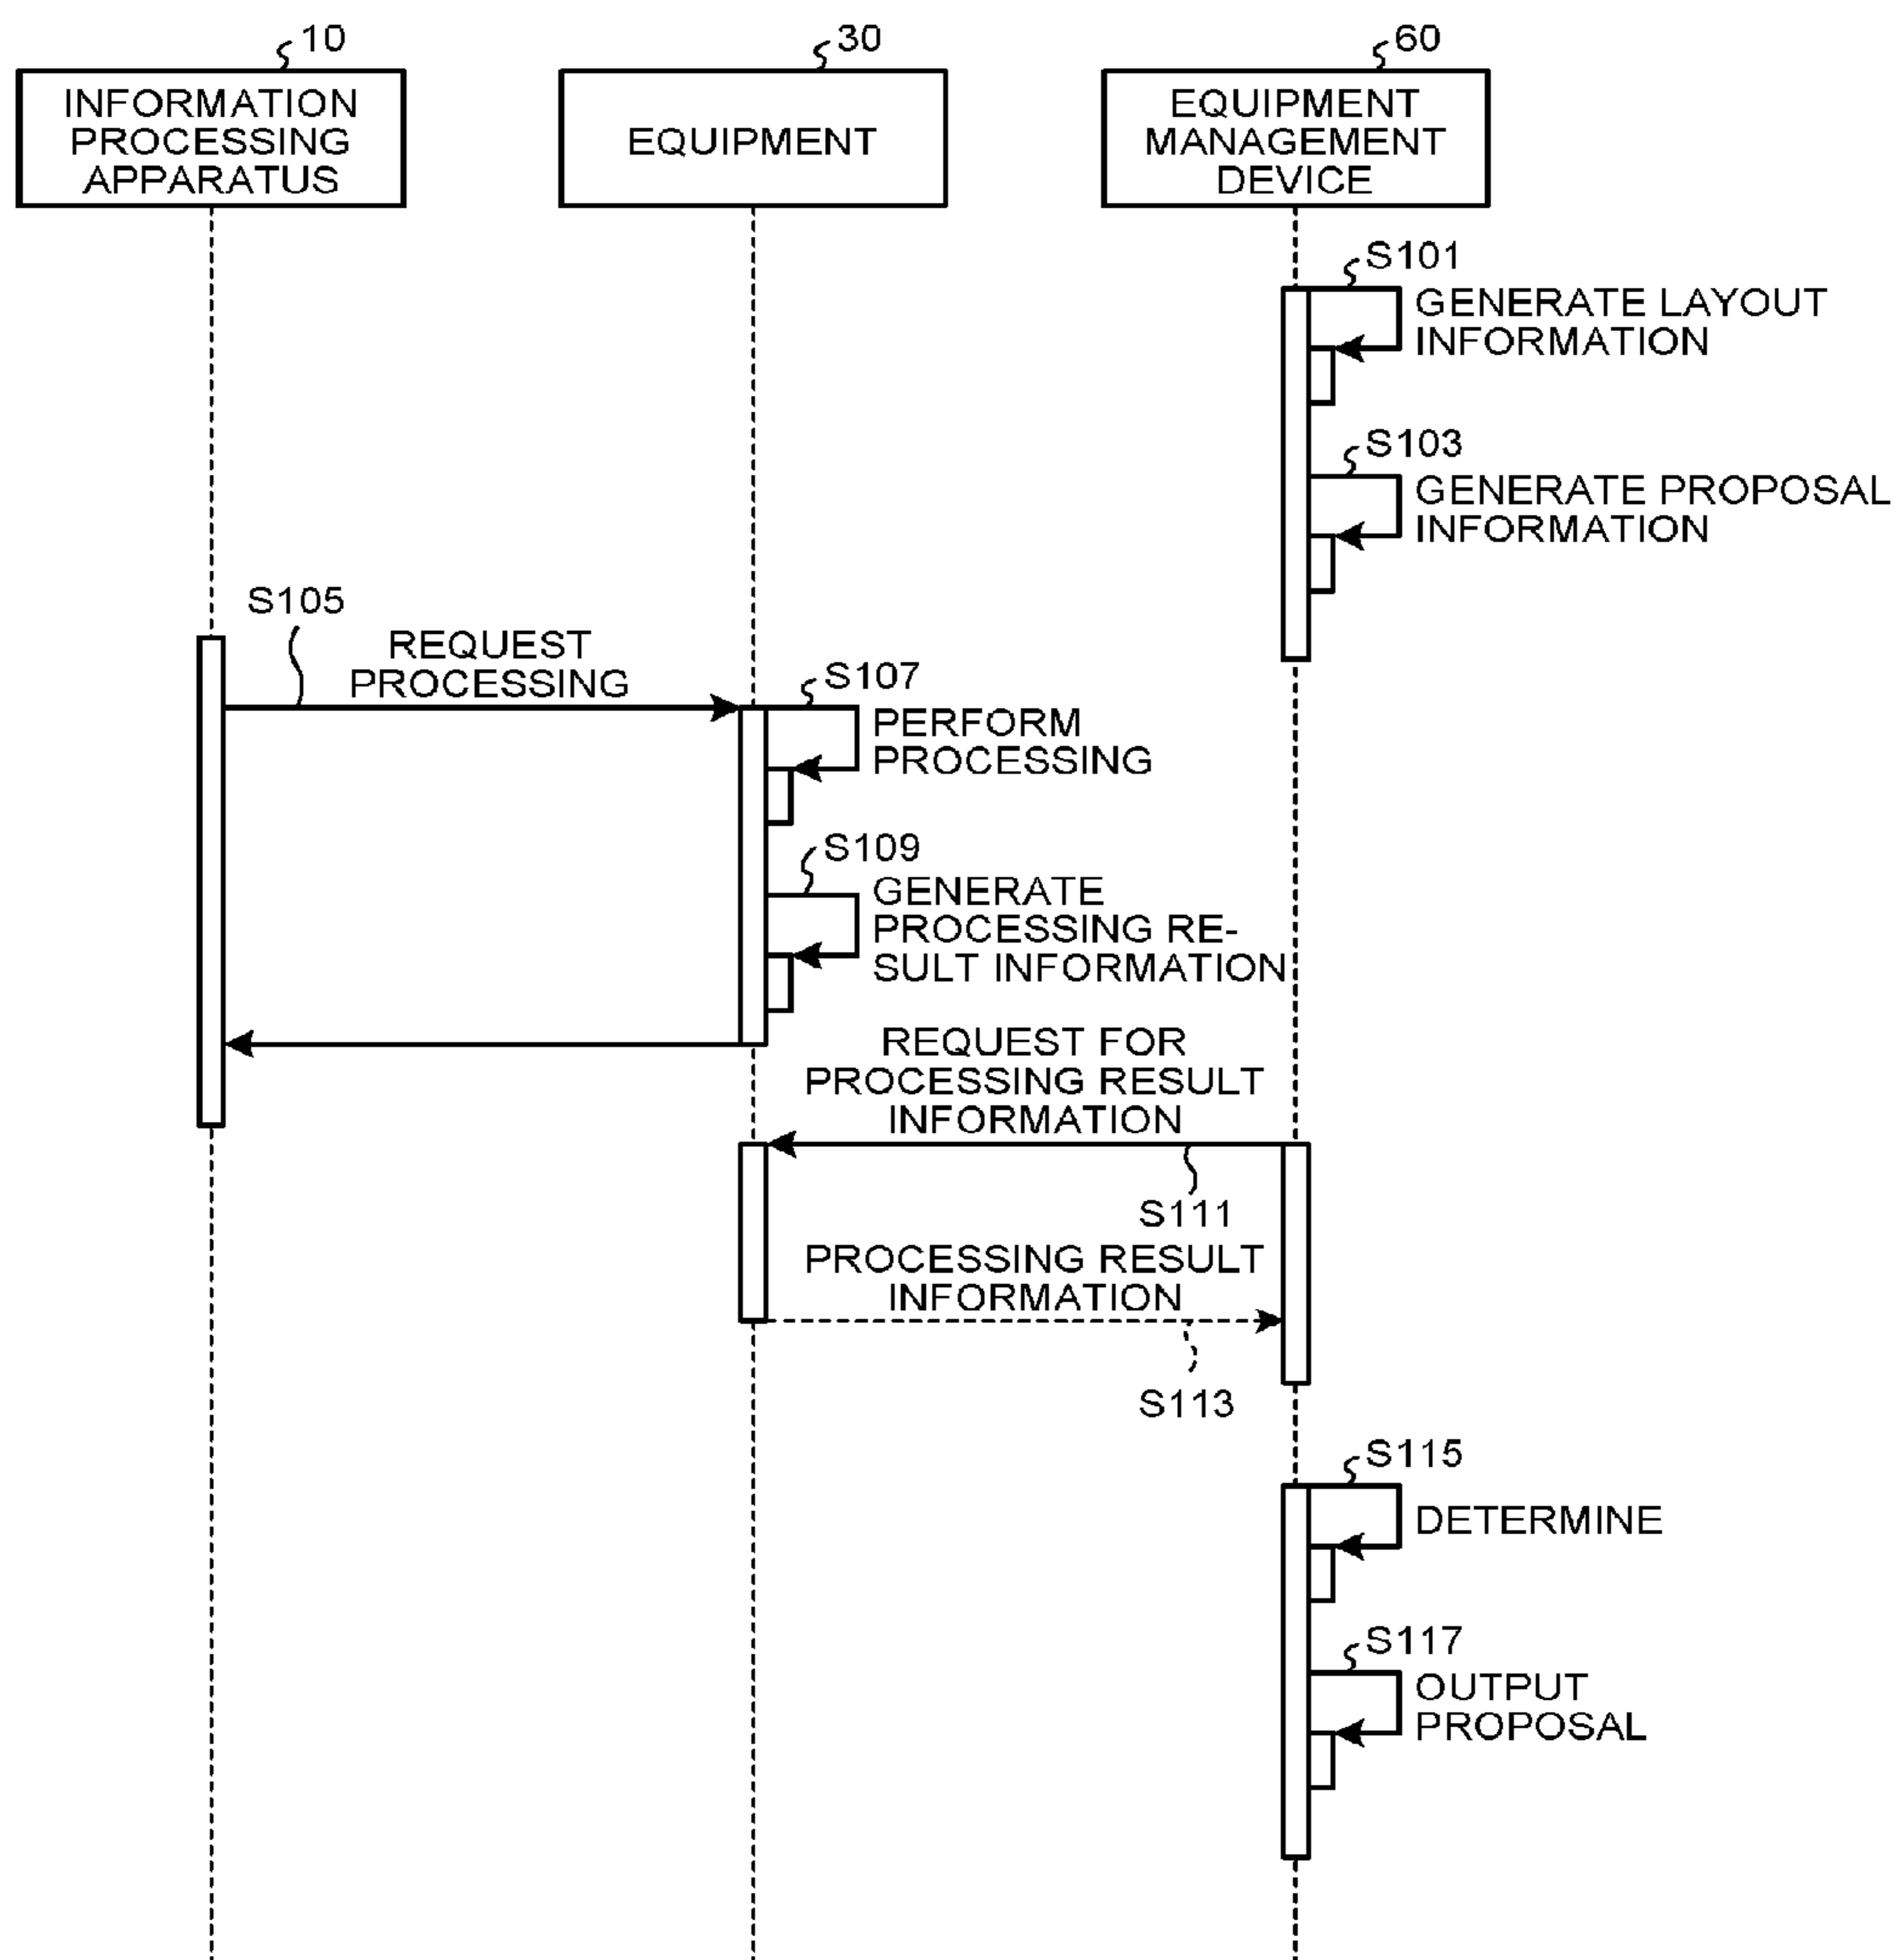 10
30
60
INFORMATION
PROCESSING
APPARATUS
EQUIPMENT
EQUIPMENT
MANAGEMENT
DEVICE
S101
GENERATE LAYOUT
INFORMATION
S103
GENERATE PROPOSAL
INFORMATION
S105
REQUEST
PROCESSING
S107
PERFORM
PROCESSING
S109
GENERATE
PROCESSING RE-
SULT INFORMATION
REQUEST FOR
PROCESSING RESULT
INFORMATION
S111
PROCESSING RESULT
INFORMATION
S113
S115
DETERMINE
S117
OUTPUT
PROPOSAL